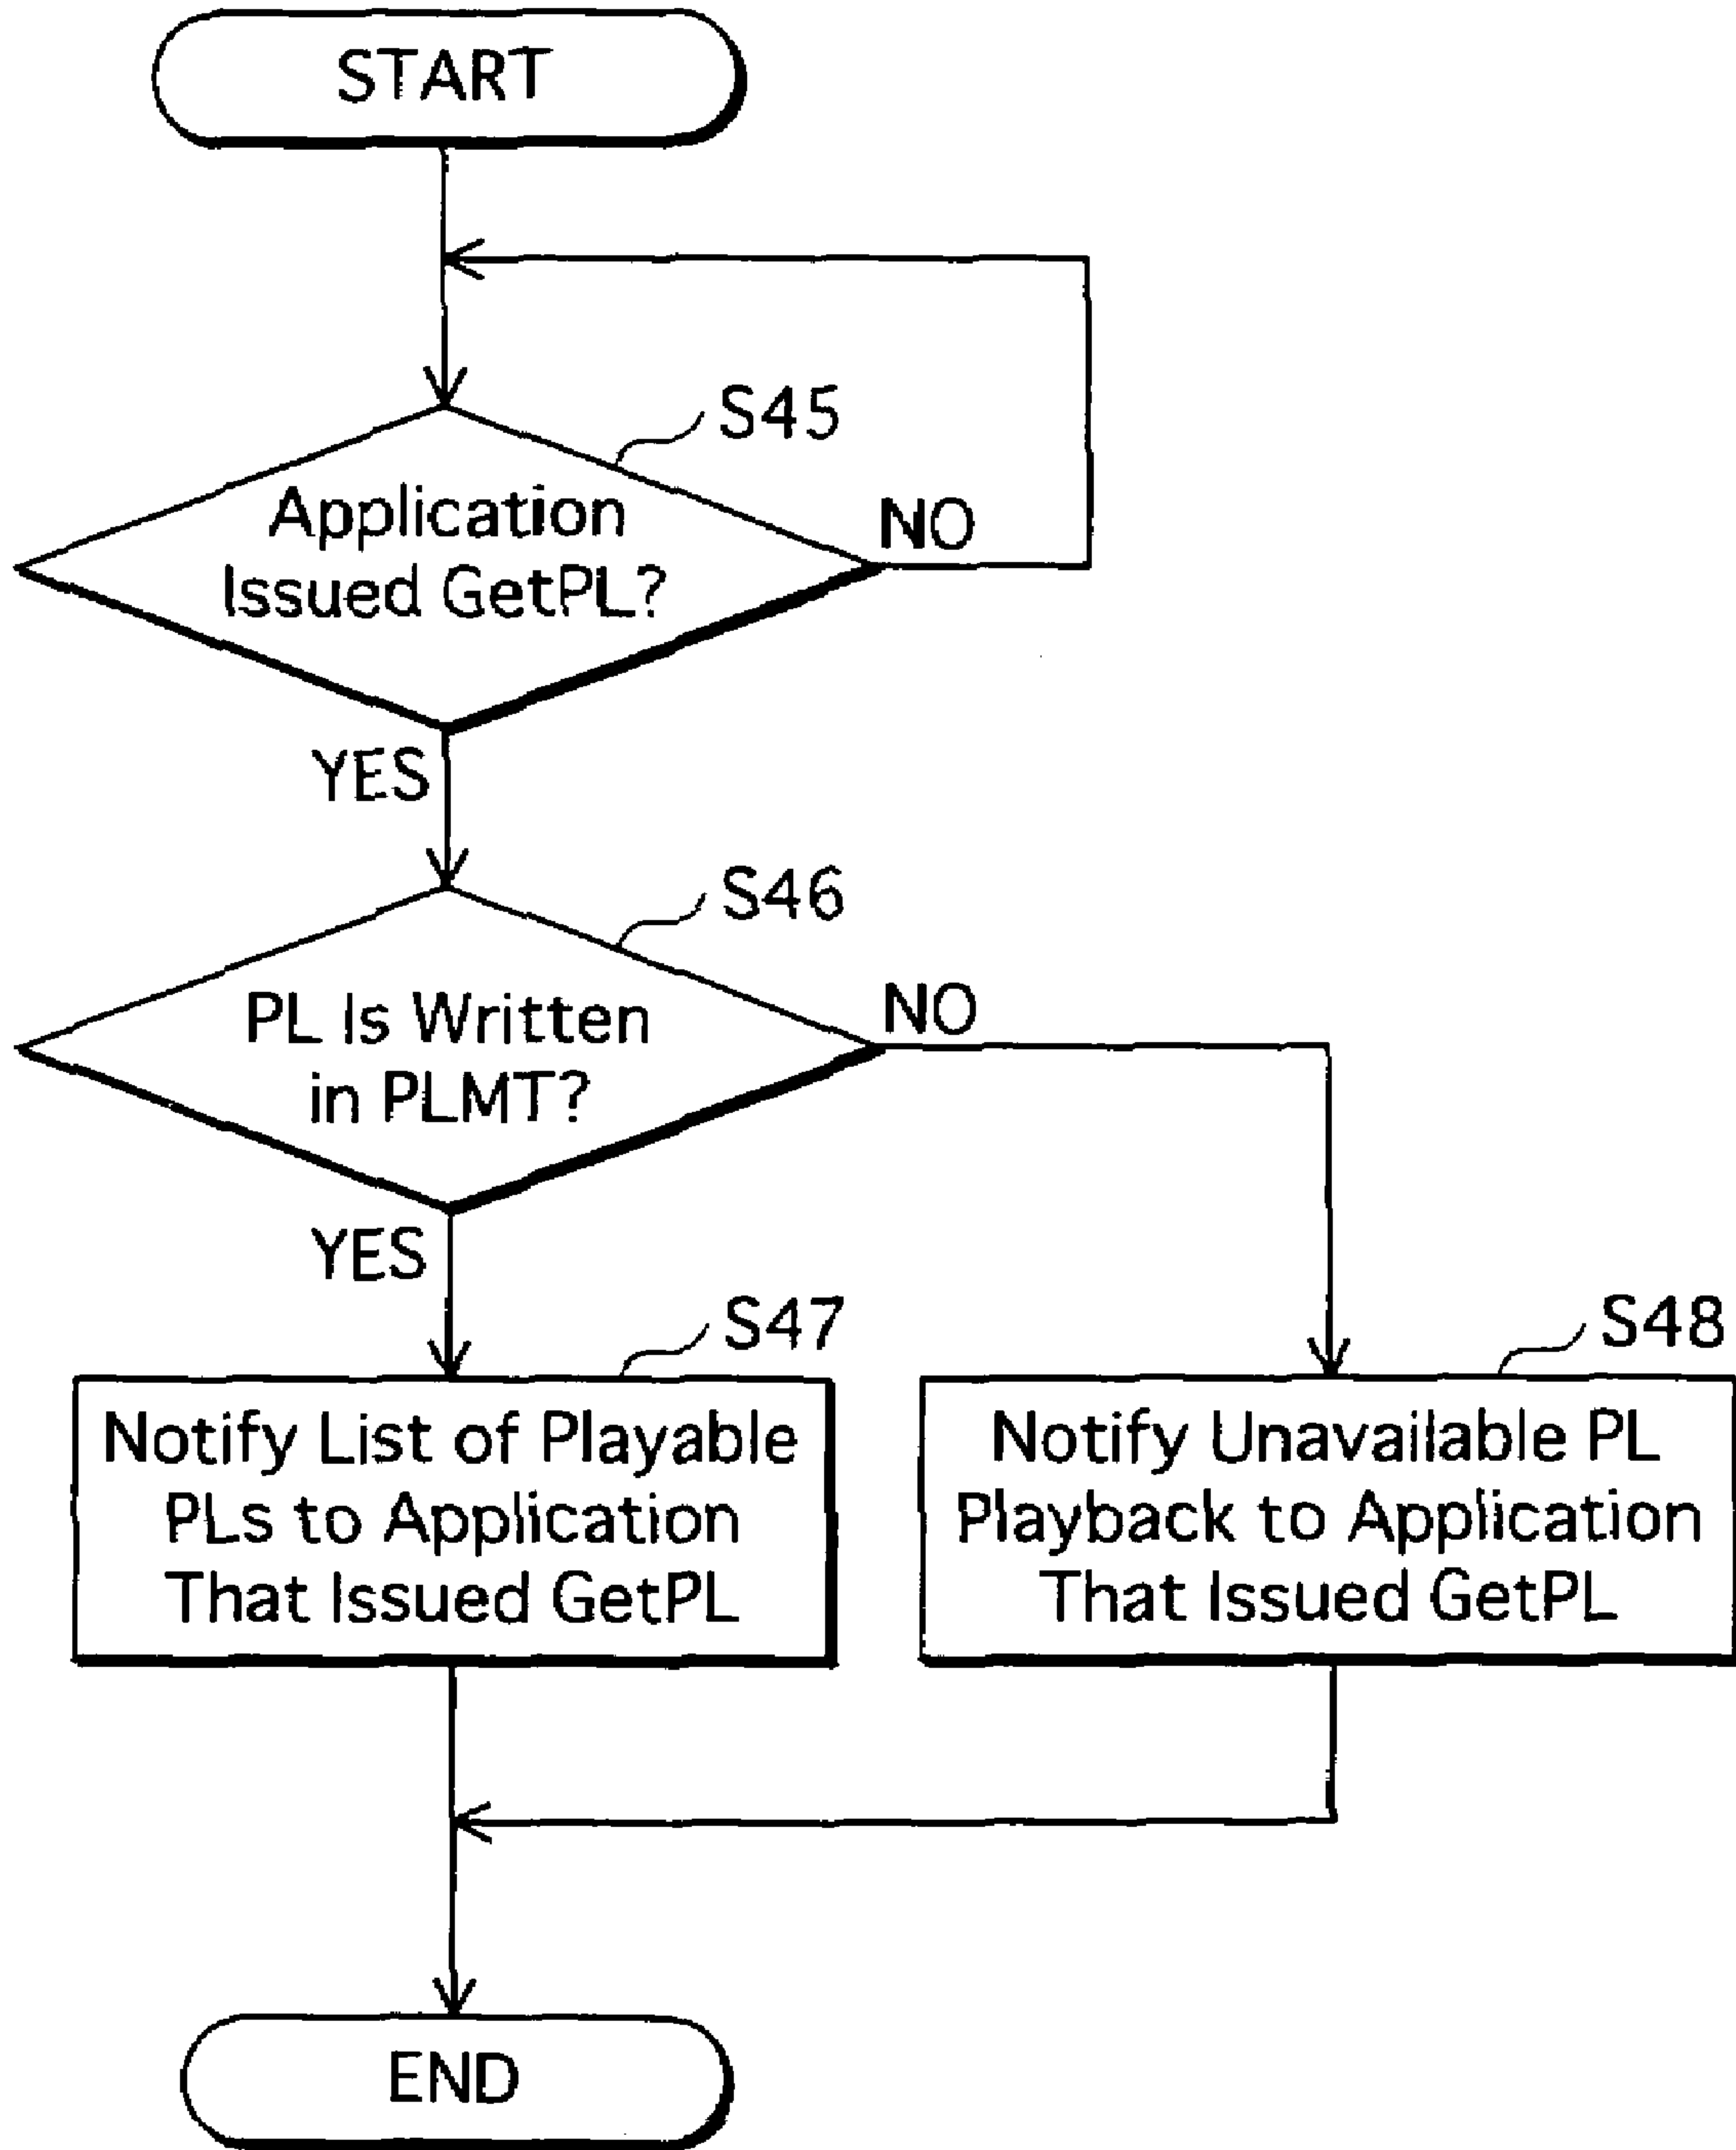 START
S45
Application
Issued GetPL?
NO
YES
S46
PL Is Written
in PLMT?
NO
YES
S47
Notify List of Playable
PLs to Application
That Issued GetPL
S48
Notify Unavailable PL
Playback to Application
That Issued GetPL
END